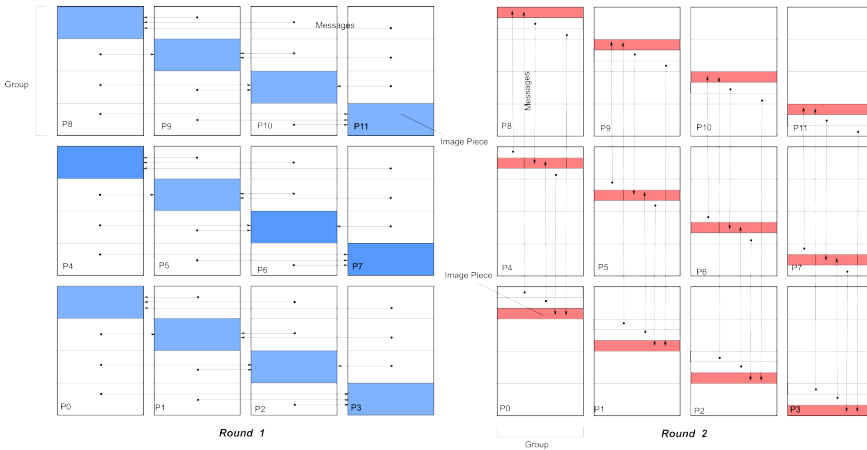 Messages
Group
P8
P9
P10
P11
Image Piece
P4
P5
P6
P7
P0
P1
P2
P3
Round 1
Messages
P8
P9
P10
P11
P4
P5
P6
P7
Image Piece
P0
P1
P2
P3
Group
Round 2